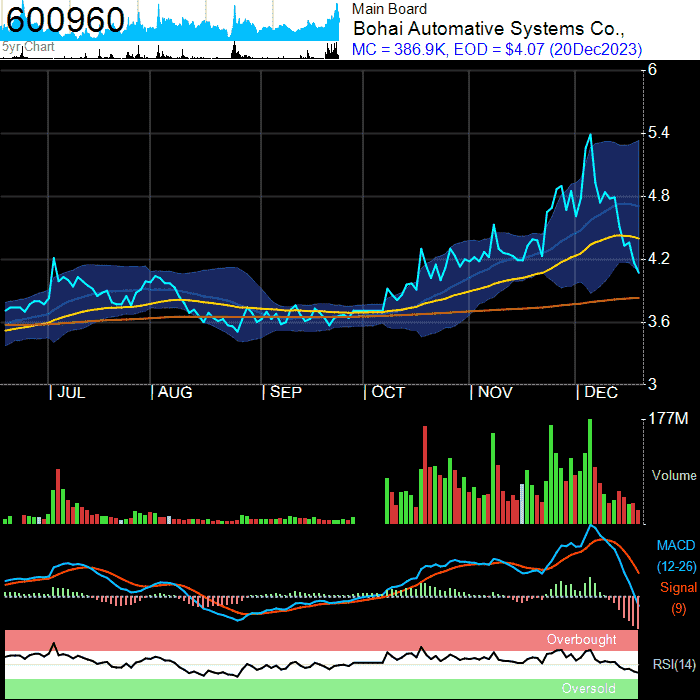 600960
5yr Chart
Main Board
Bohai Automative Systems Co.,
MC = 386.9K, EOD = $4.07 (20Dec2023)
6
5.4
4.8
4.2
3.6
3
JUL AUG SEP OCT NOV DEC
177M
Volume
MACD
(12-26)
Signal
(9)
Overbought
RSI(14)
Oversold